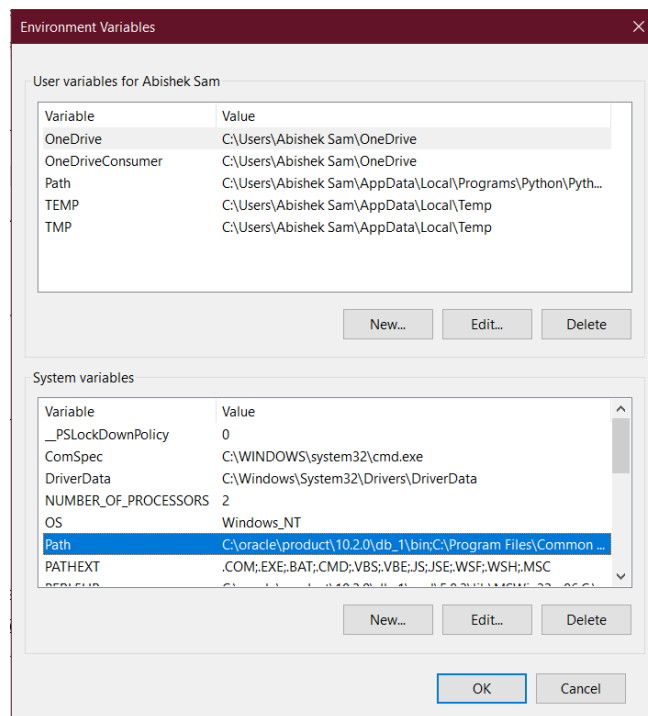 Environment Variables
User variables for Abishek Sam
Variable Value
OneDrive C:\Users\Abishek Sam\OneDrive
OneDriveConsumer C:\Users\Abishek Sam\OneDrive
Path C:\Users\Abishek Sam\AppData\Local\Programs\Python\Pyth...
TEMP C:\Users\Abishek Sam\AppData\Local\Temp
TMP C:\Users\Abishek Sam\AppData\Local\Temp
New... Edit... Delete
System variables
Variable Value
__PSLockDownPolicy 0
ComSpec C:\WINDOWS\system32\cmd.exe
DriverData C:\Windows\System32\Drivers\DriverData
NUMBER_OF_PROCESSORS 2
OS Windows_NT
Path C:\oracle\product\10.2.0\db_1\bin;C:\Program Files\Common ...
PATHEXT .COM;.EXE;.BAT;.CMD;.VBS;.VBE;.JS;.JSE;.WSF;.WSH;.MSC
New... Edit... Delete
OK Cancel